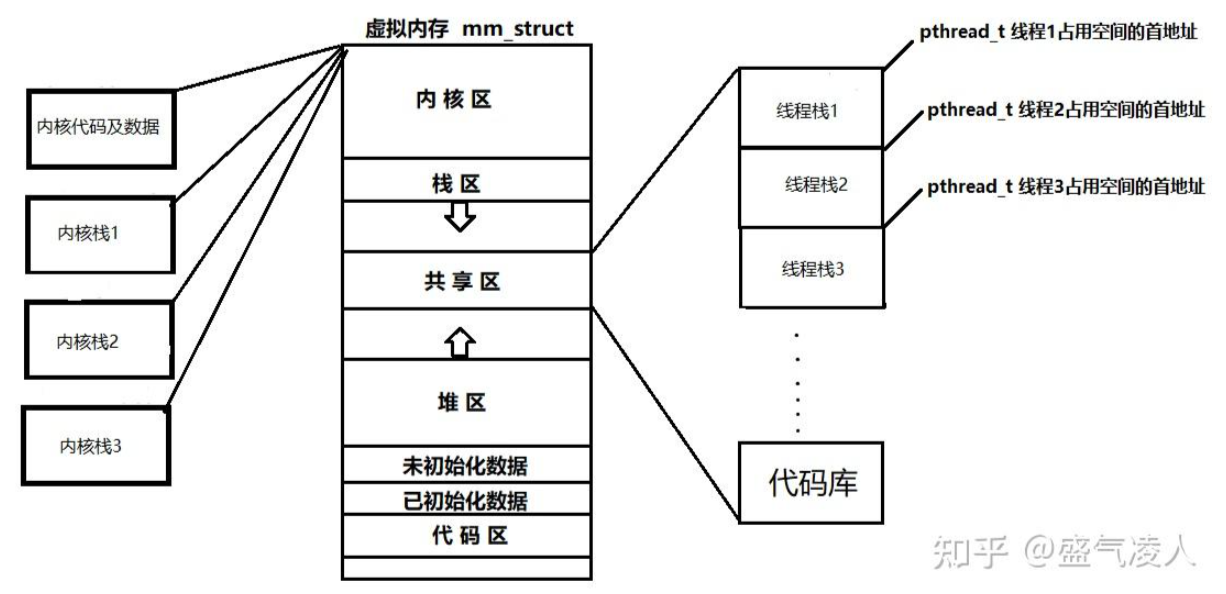 虚拟内存 mm_struct
内核代码及数据
内核栈1
内核栈2
内核栈3
内 核 区
栈 区
共 享 区
堆 区
未初始化数据
已初始化数据
代 码 区
pthread_t 线程1占用空间的首地址
线程栈1
pthread_t 线程2占用空间的首地址
线程栈2
pthread_t 线程3占用空间的首地址
线程栈3
代码库
知乎 @盛气凌人